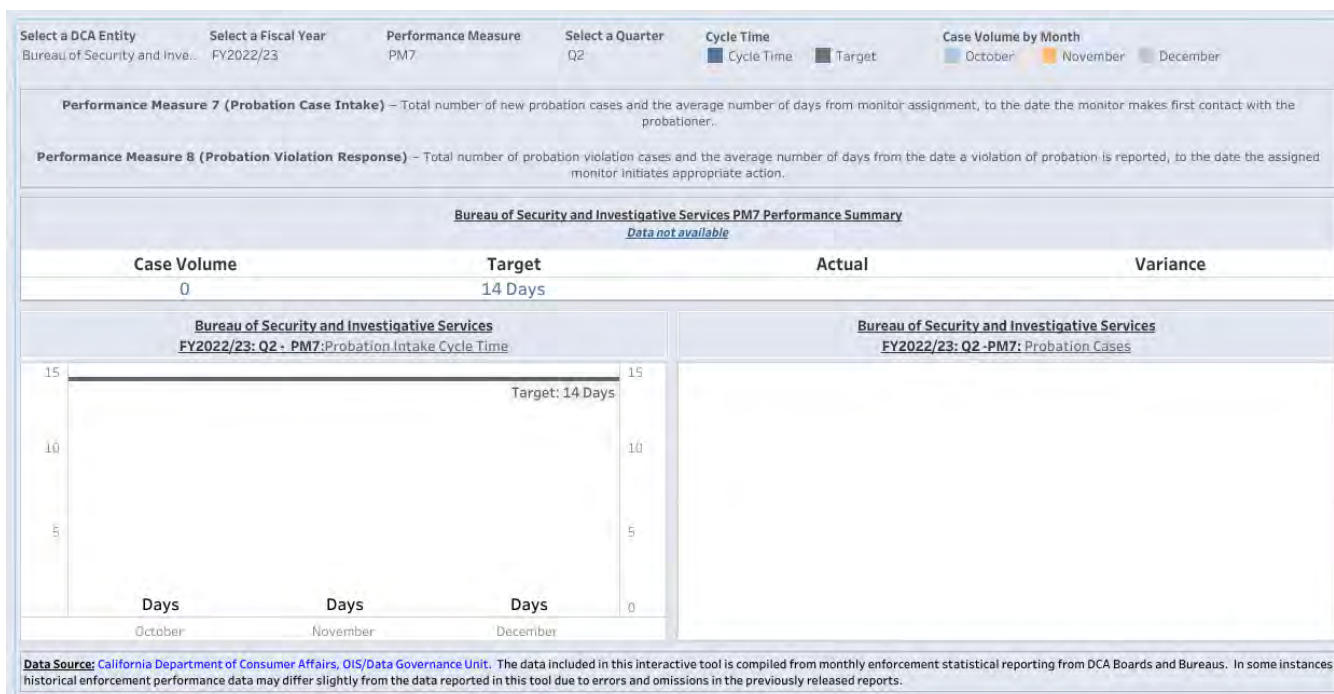 Select a DCA Entity Select a Fiscal Year Performance Measure Select a Quarter Cycle Time Case Volume by Month
Bureau of Security and Inve.. FY2022/23 PM7 Q2 Cycle Time Target October November December
Performance Measure 7 (Probation Case Intake) – Total number of new probation cases and the average number of days from monitor assignment, to the date the monitor makes first contact with the
probationer..
Performance Measure 8 (Probation Violation Response) – Total number of probation violation cases and the average number of days from the date a violation of probation is reported, to the date the assigned
monitor initiates appropriate action.
Bureau of Security and Investigative Services PM7 Performance Summary
Data not available
Case Volume Target Actual Variance
0 14 Days
Bureau of Security and Investigative Services
FY2022/23: Q2 - PM7:Probation Intake Cycle Time
Bureau of Security and Investigative Services
FY2022/23: Q2 -PM7: Probation Cases
15 15
Target: 14 Days
10 10
5 5
Days Days Days 0
October November December
Data Source: California Department of Consumer Affairs, OIS/Data Governance Unit. The data included in this interactive tool is compiled from monthly enforcement statistical reporting from DCA Boards and Bureaus. In some instances
historical enforcement performance data may differ slightly from the data reported in this tool due to errors and omissions in the previously released reports.